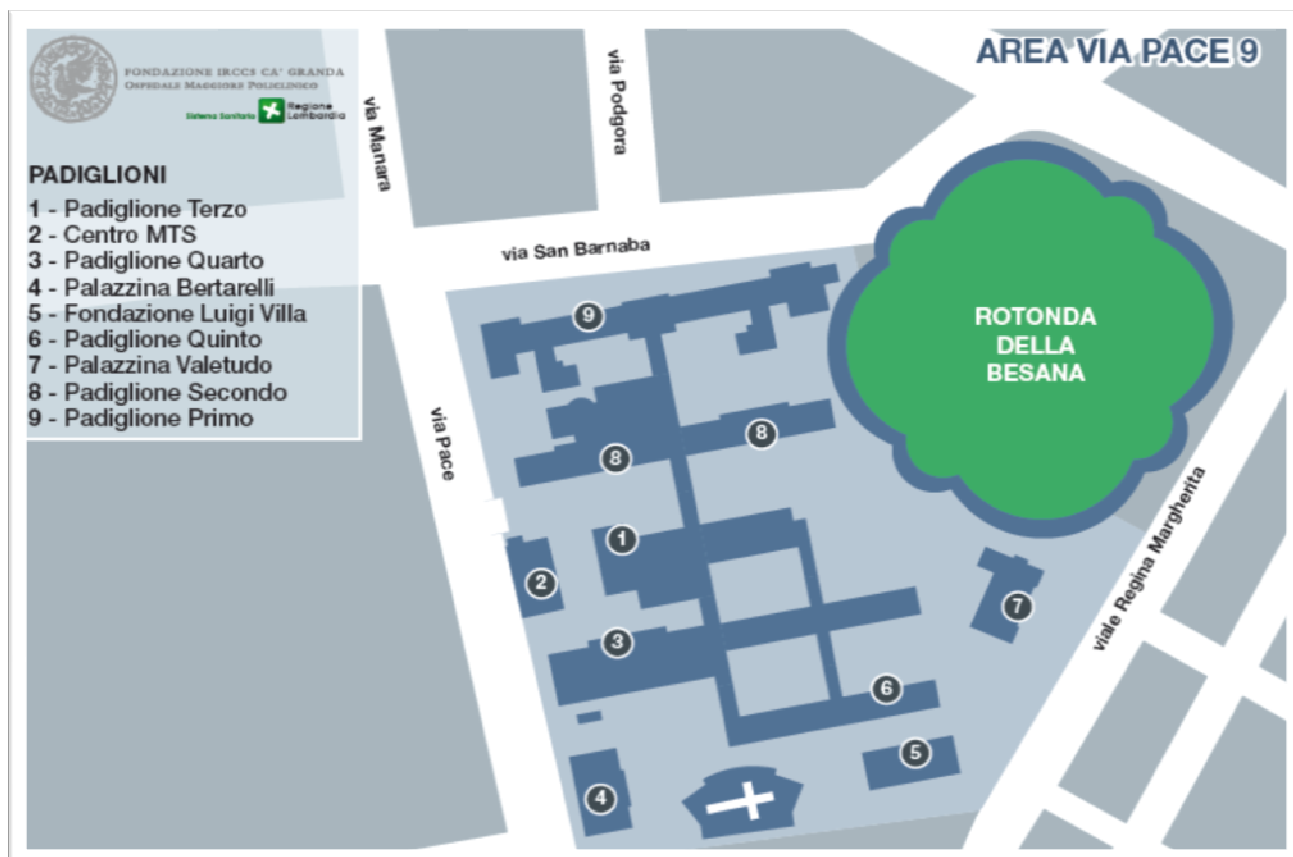 AREA VIA PACE 9
FONDAZIONE IRCCS CA' GRANDA
OSPEDALE MAGGIORE POLICLINICO
Sistema Sanitario
Regione
Lombardia
PADIGLIONI
1 - Padiglione Terzo
2 - Centro MTS
3 - Padiglione Quarto
4 - Palazzina Bertarelli
5 - Fondazione Luigi Villa
6 - Padiglione Quinto
7 - Palazzina Valetudo
8 - Padiglione Secondo
9 - Padiglione Primo
via Manara
via Podgora
via San Barnaba
via Pace
ROTONDA
DELLA
BESANA
viale Regina Margherita
9
8
8
1
2
7
3
6
5
4